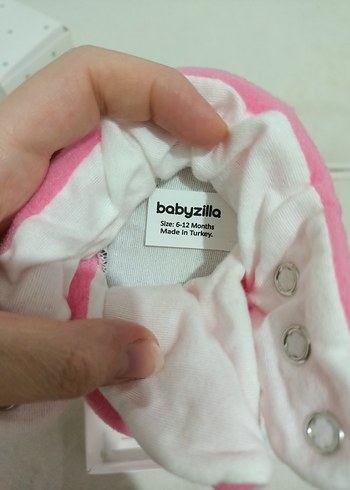 babyzilla
Size: 6-12 Months
Made in Turkey.